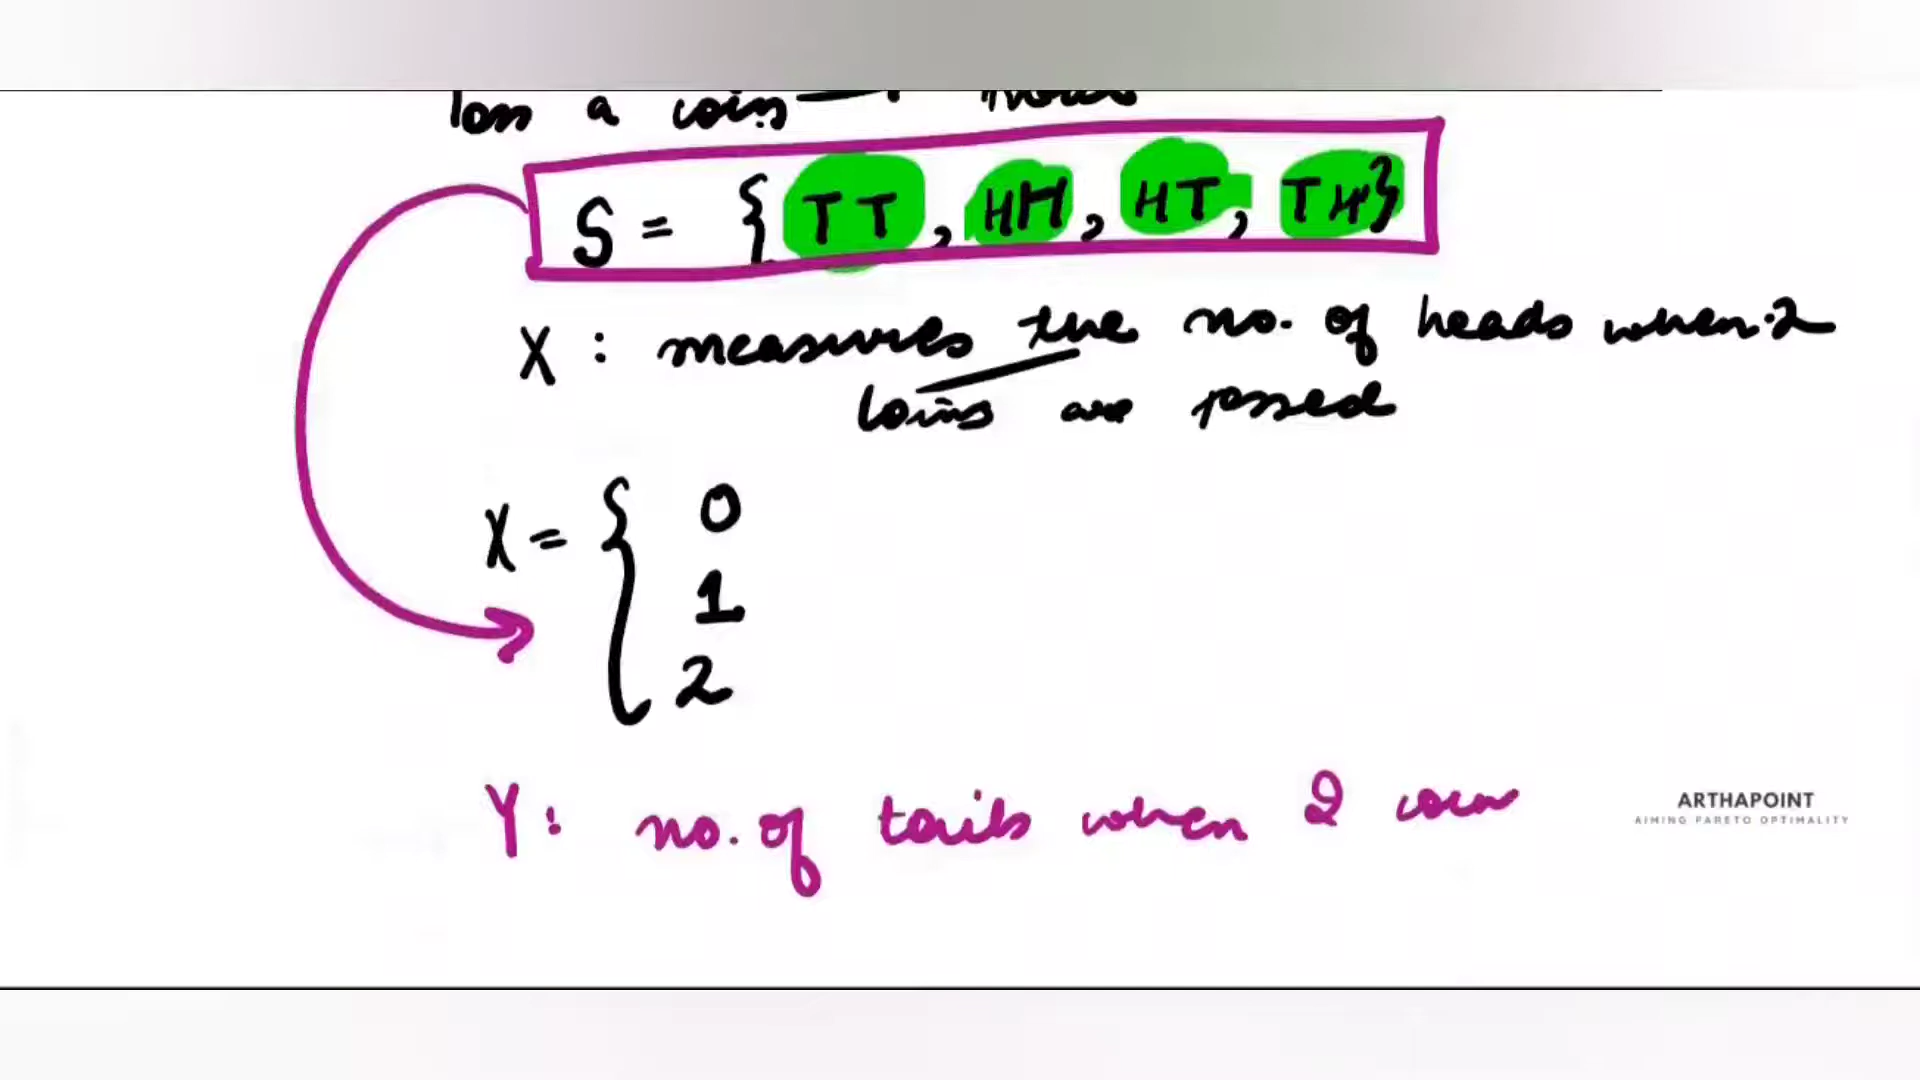 Toss a coin
S = { TT, HH, HT, TH}
X : measures the no. of heads when 2
coins are tossed
X = { 0
1
2
Y: no. of tails when 2
ARTHAPOINT
AIMING PARETO OPTIMALITY